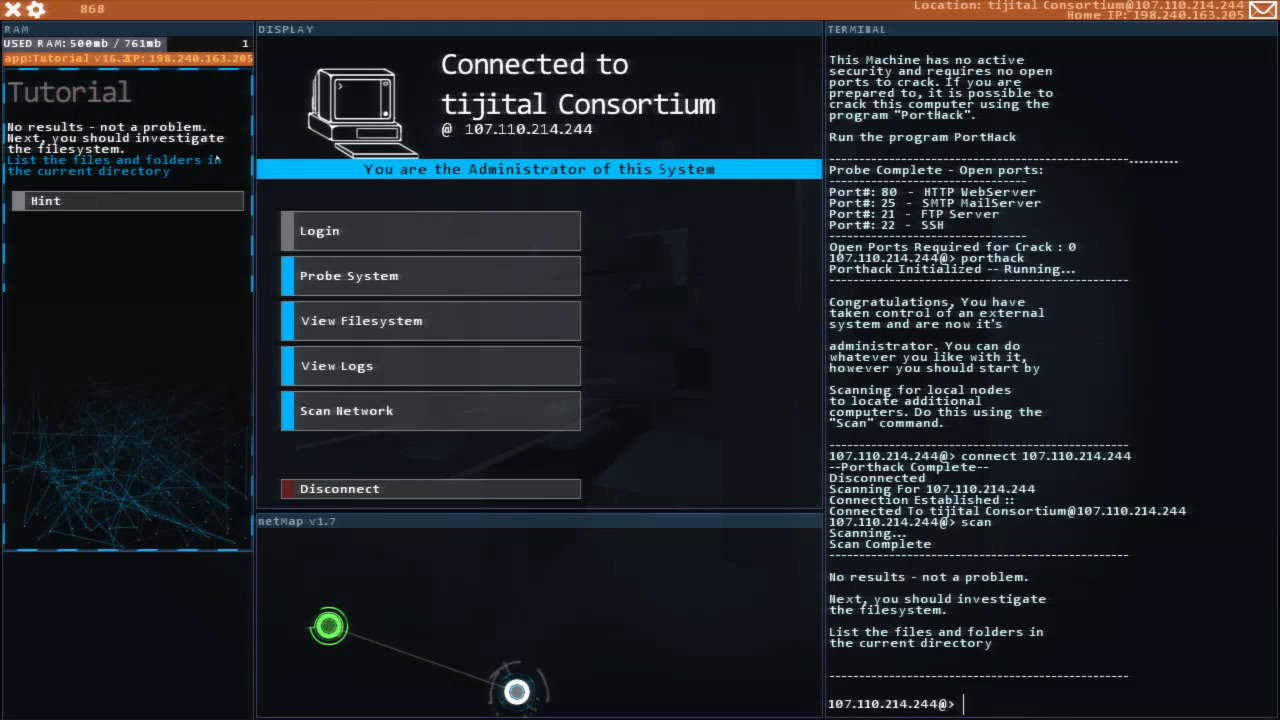 868
Location: tijital Consortium@107.110.214.244
Home IP: 198.240.163.205
RAM
USED RAM: 500mb / 761mb 1
app:Tutorial v16.2 IP: 198.240.163.205
Tutorial
No results - not a problem.
Next, you should investigate
the filesystem.
List the files and folders in
the current directory
Hint
DISPLAY
Connected to
tijital Consortium
@ 107.110.214.244
You are the Administrator of this System
Login
Probe System
View Filesystem
View Logs
Scan Network
Disconnect
netMap v1.7
TERMINAL
This Machine has no active
security and requires no open
ports to crack. If you are
prepared to, it is possible to
crack this computer using the
program "PortHack".
Run the program PortHack
--------------------------------------------------..........
Probe Complete - Open ports:
---------------------------------
Port#: 80 - HTTP WebServer
Port#: 25 - SMTP MailServer
Port#: 21 - FTP Server
Port#: 22 - SSH
---------------------------------
Open Ports Required for Crack : 0
107.110.214.244@> porthack
Porthack Initialized -- Running...
--------------------------------------------------
Congratulations, You have
taken control of an external
system and are now it's
administrator. You can do
whatever you like with it,
however you should start by
Scanning for local nodes
to locate additional
computers. Do this using the
"Scan" command.
--------------------------------------------------
107.110.214.244@> connect 107.110.214.244
--Porthack Complete--
Disconnected
Scanning For 107.110.214.244
Connection Established ::
Connected To tijital Consortium@107.110.214.244
107.110.214.244@> scan
Scanning...
Scan Complete
--------------------------------------------------
No results - not a problem.
Next, you should investigate
the filesystem.
List the files and folders in
the current directory
--------------------------------------------------
107.110.214.244@>